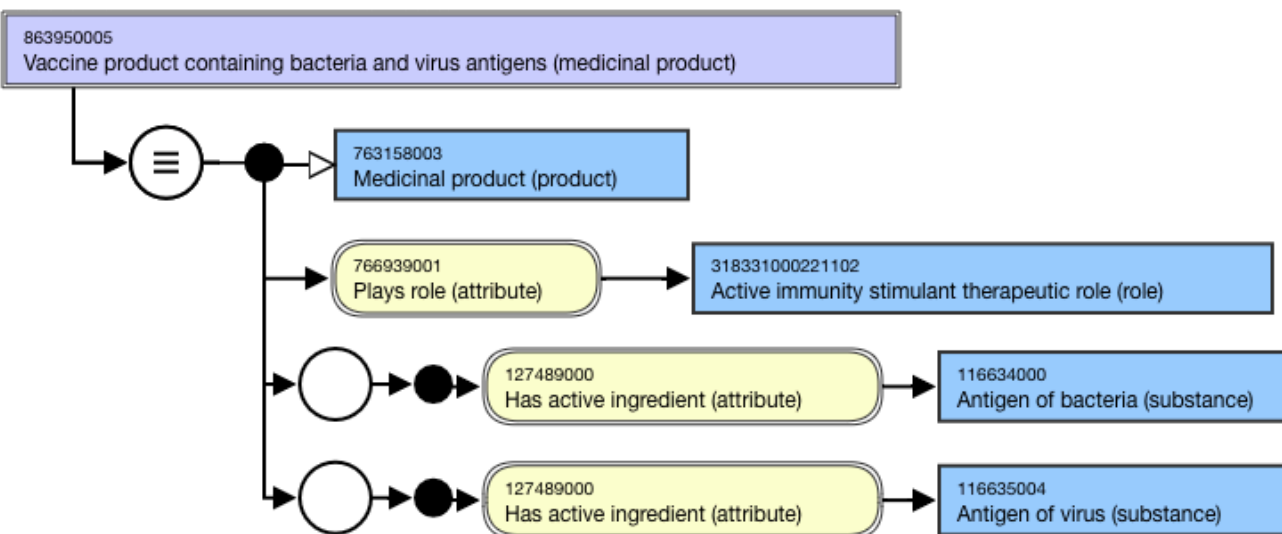 863950005
Vaccine product containing bacteria and virus antigens (medicinal product)
763158003
Medicinal product (product)
766939001
Plays role (attribute)
318331000221102
Active immunity stimulant therapeutic role (role)
127489000
Has active ingredient (attribute)
116634000
Antigen of bacteria (substance)
127489000
Has active ingredient (attribute)
116635004
Antigen of virus (substance)